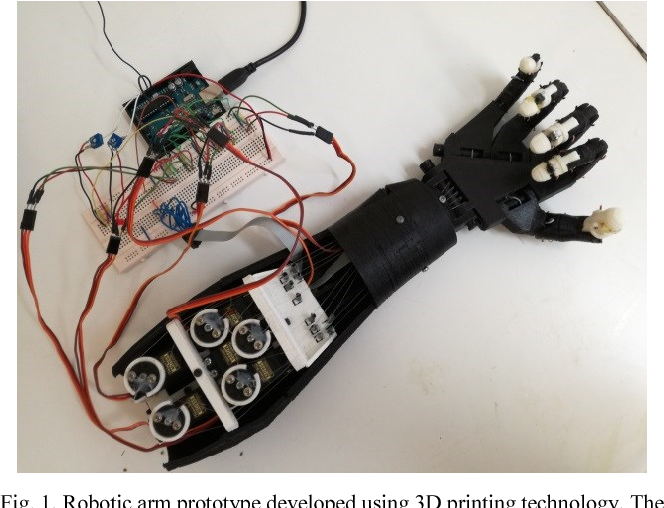 Fig. 1. Robotic arm prototype developed using 3D printing technology. The